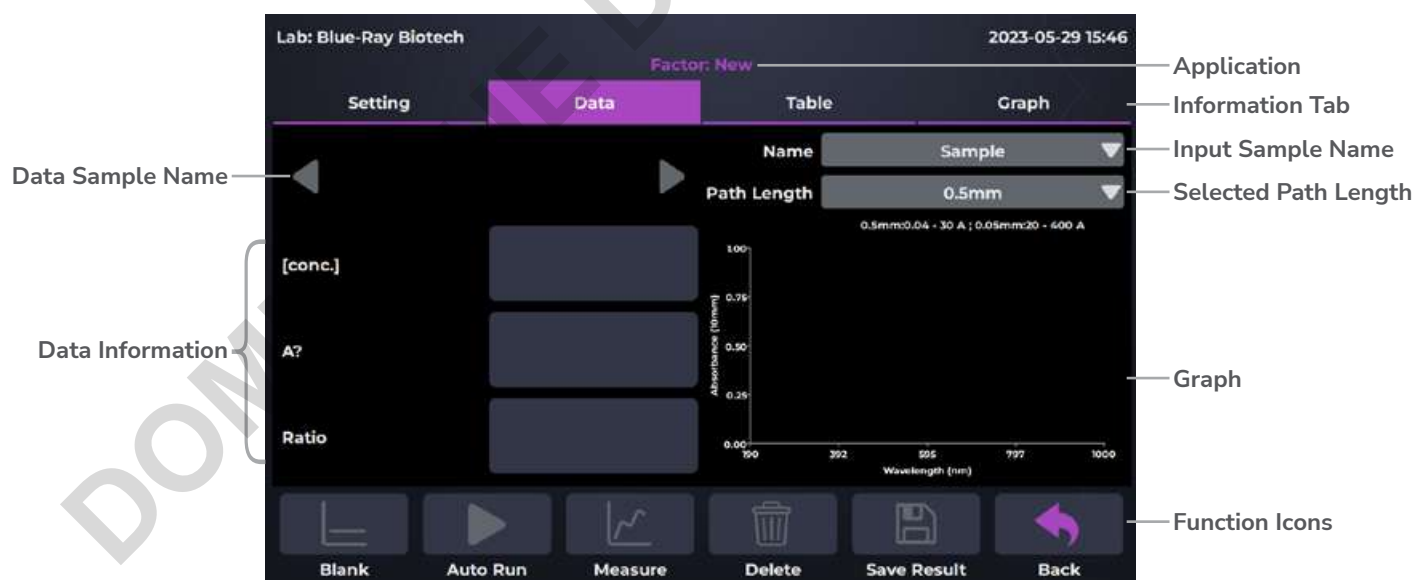 Lab: Blue-Ray Biotech 2023-05-29 15:46
Factor: New
Application
Setting Data Table Graph
Information Tab
Name Sample
Input Sample Name
Data Sample Name
Path Length 0.5mm
Selected Path Length
0.5mm:0.04 - 30 A ; 0.05mm:20 - 400 A
[conc.]
A?
Ratio
Data Information
1.00
0.75
0.50
0.25
0.00
Absorbance (10mm)
190 392 595 797 1000
Wavelength (nm)
Graph
Function Icons
Blank Auto Run Measure Delete Save Result Back